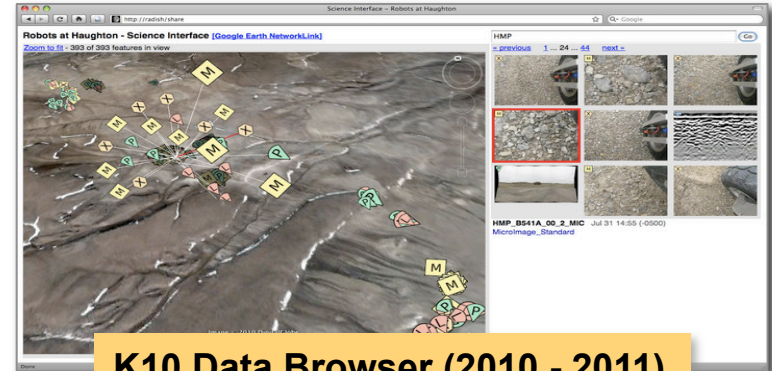 Science Interface - Robots at Haughton
http://radish/share
Google
Robots at Haughton - Science Interface [Google Earth NetworkLink]
Zoom to fit - 393 of 393 features in view
HMP
Go
« previous 1 ... 24 ... 44 next »
HMP_B541A_00_2_MIC Jul 31 14:55 (-0500)
MicroImage_Standard
M
X
X
M
P
M
X
P
X
M
M
P
M
M
P
L
M
M
P
P
L
Done
K10 Data Browser (2010 - 2011)